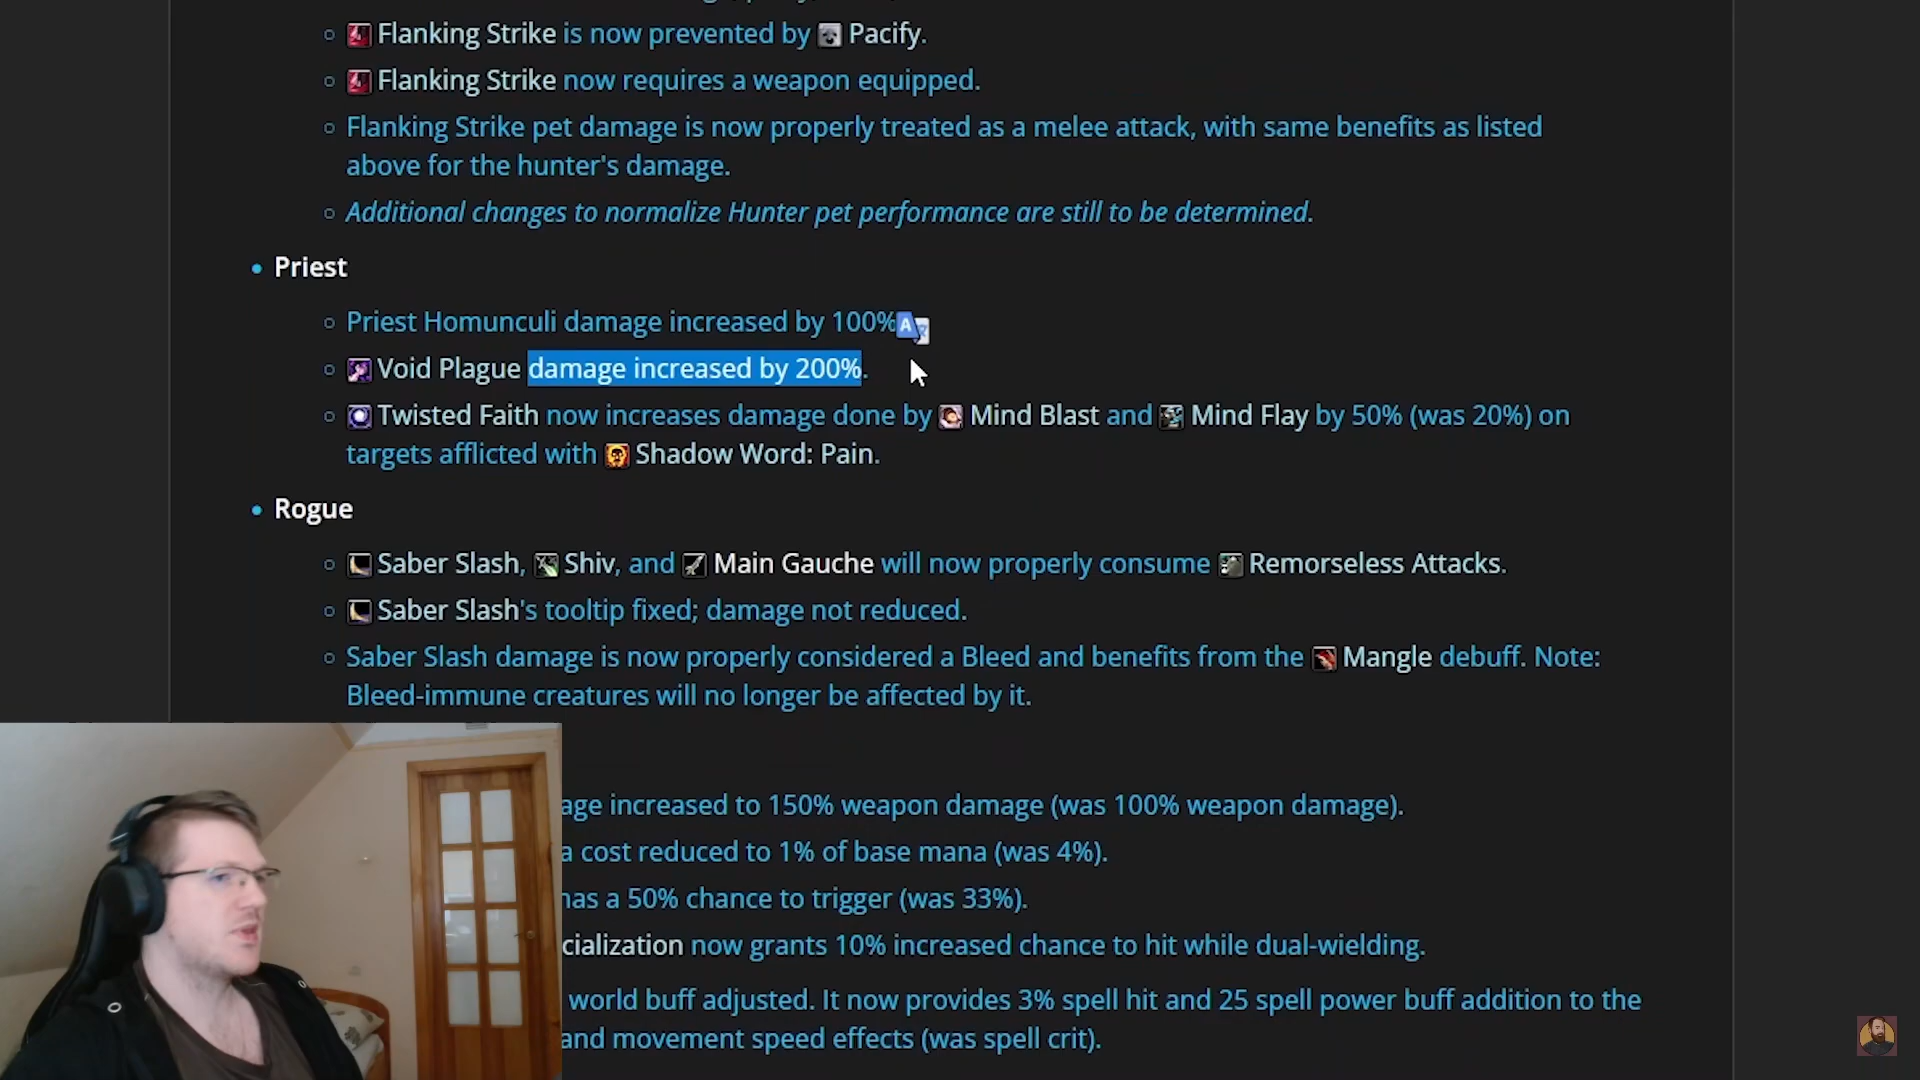 Flanking Strike is now prevented by Pacify.
Flanking Strike now requires a weapon equipped.
Flanking Strike pet damage is now properly treated as a melee attack, with same benefits as listed
above for the hunter's damage.
Additional changes to normalize Hunter pet performance are still to be determined.
Priest
Priest Homunculi damage increased by 100%
Void Plague damage increased by 200%.
Twisted Faith now increases damage done by Mind Blast and Mind Flay by 50% (was 20%) on
targets afflicted with Shadow Word: Pain.
Rogue
Saber Slash, Shiv, and Main Gauche will now properly consume Remorseless Attacks.
Saber Slash's tooltip fixed; damage not reduced.
Saber Slash damage is now properly considered a Bleed and benefits from the Mangle debuff. Note:
Bleed-immune creatures will no longer be affected by it.
age increased to 150% weapon damage (was 100% weapon damage).
a cost reduced to 1% of base mana (was 4%).
has a 50% chance to trigger (was 33%).
cialization now grants 10% increased chance to hit while dual-wielding.
world buff adjusted. It now provides 3% spell hit and 25 spell power buff addition to the
and movement speed effects (was spell crit).